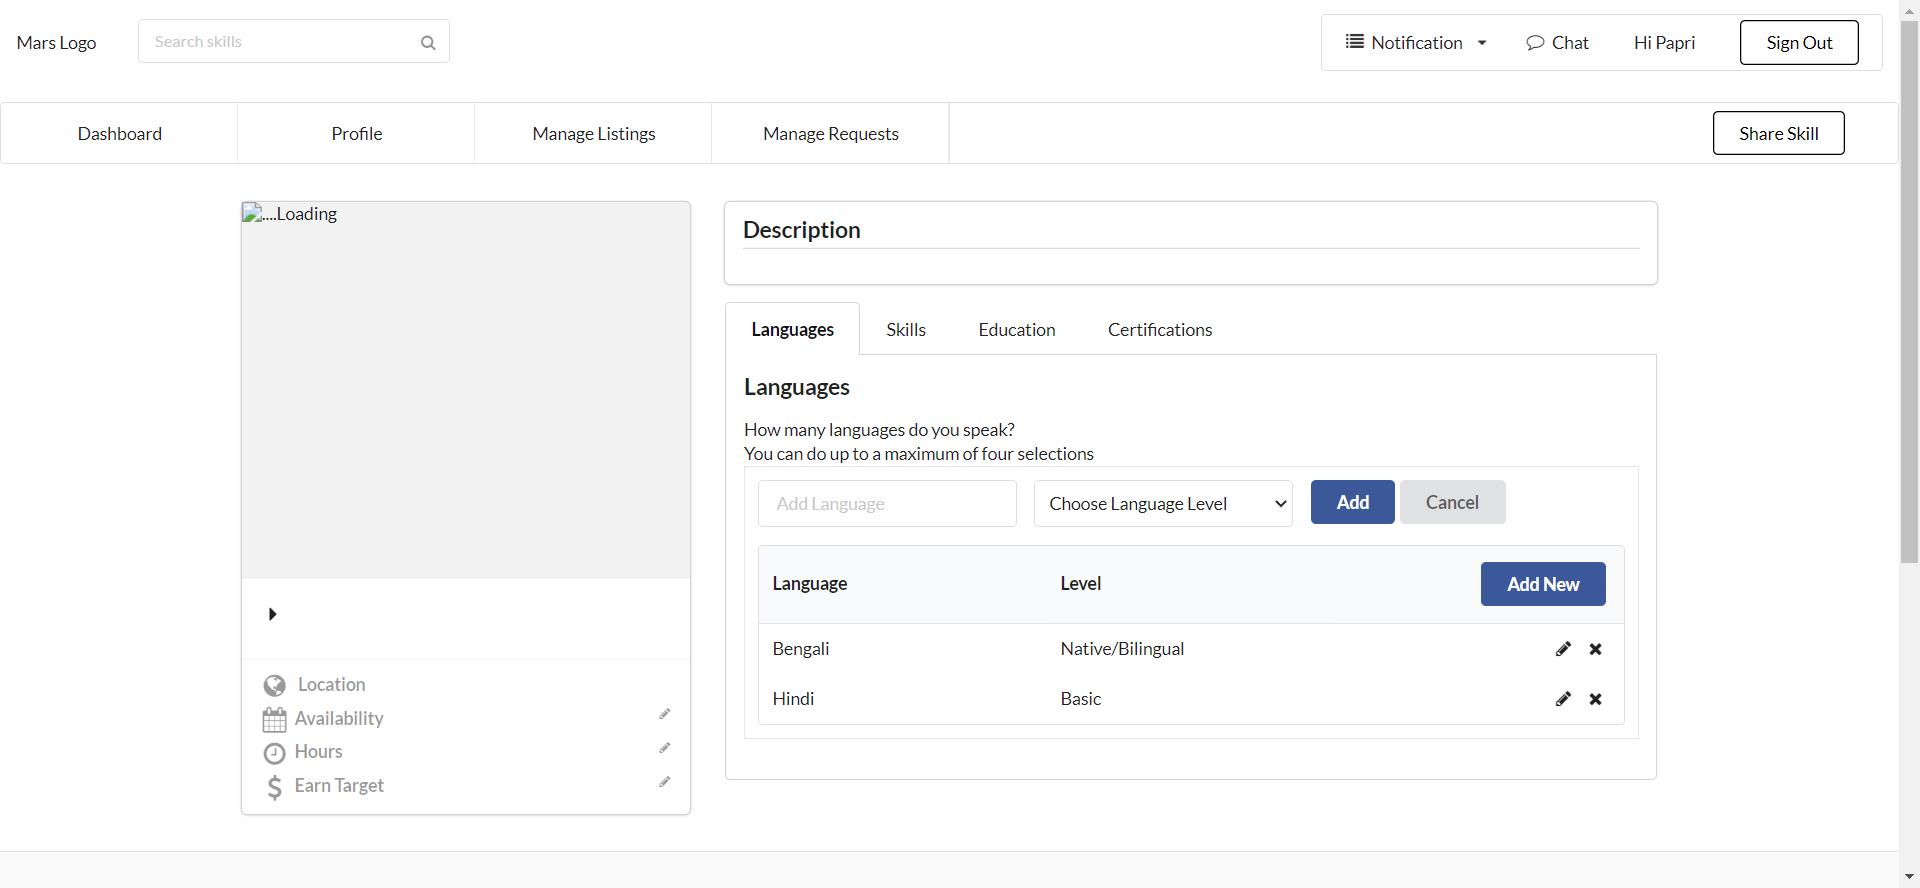 Mars Logo
Search skills
Notification
Chat
Hi Papri
Sign Out
Dashboard
Profile
Manage Listings
Manage Requests
Share Skill
....Loading
Location
Availability
Hours
Earn Target
Description
Languages
Skills
Education
Certifications
Languages
How many languages do you speak?
You can do up to a maximum of four selections
Add Language
Choose Language Level
Add
Cancel
Language
Level
Add New
Bengali
Native/Bilingual
Hindi
Basic